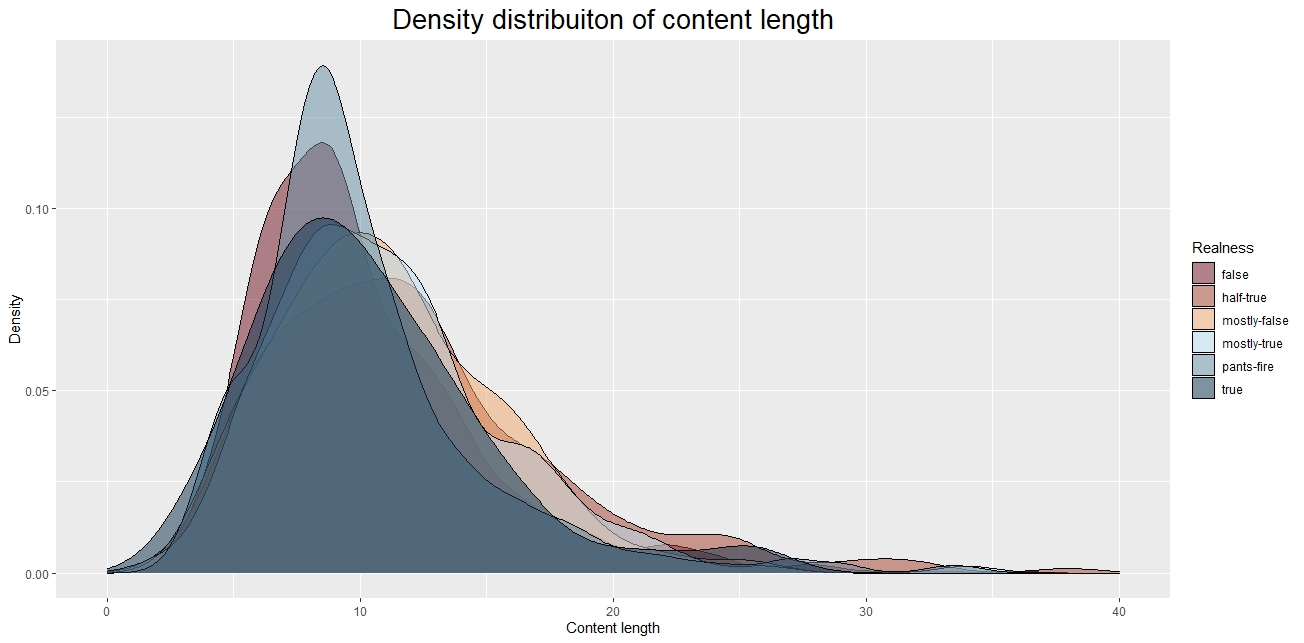 Density distribuiton of content length
Density
0.10
0.05
0.00
0
10
20
30
40
Content length
Realness
false
half-true
mostly-false
mostly-true
pants-fire
true